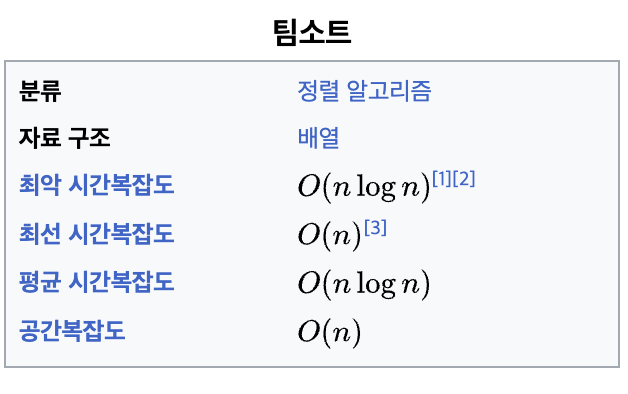 팀소트
분류 정렬 알고리즘
자료 구조 배열
최악 시간복잡도 O(n log n)[1][2]
최선 시간복잡도 O(n)[3]
평균 시간복잡도 O(n log n)
공간복잡도 O(n)